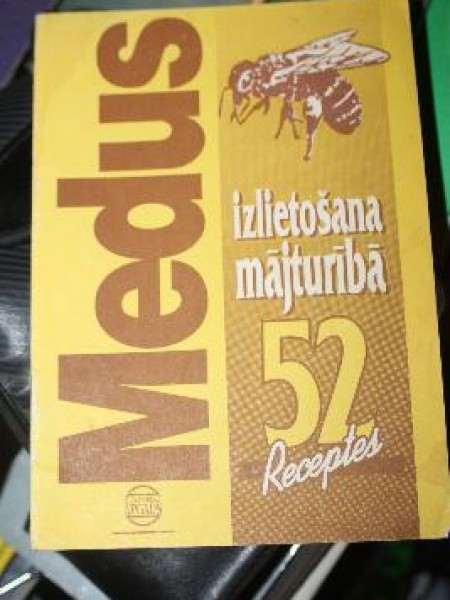 Medus
izlietošana
mājturībā
52
Receptes